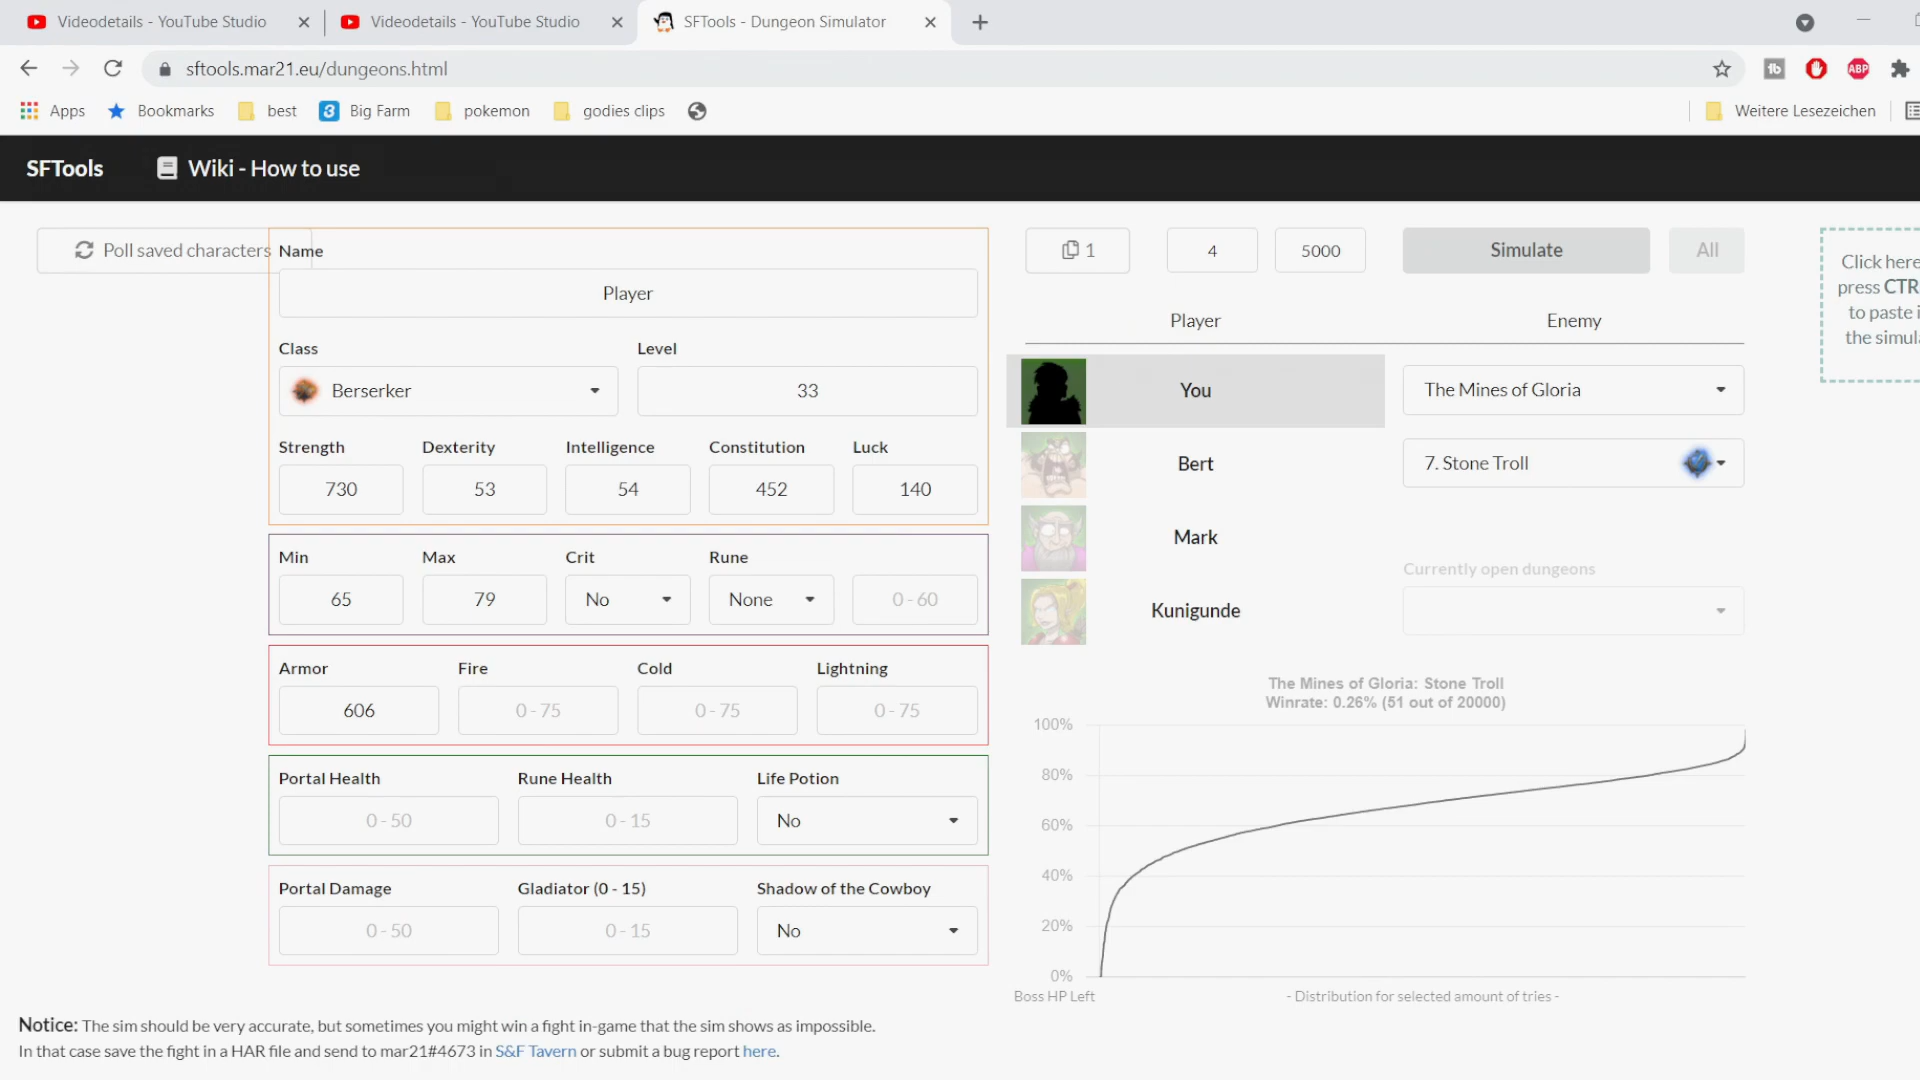 Videodetails - YouTube Studio
Videodetails - YouTube Studio
SFTools - Dungeon Simulator
sftools.mar21.eu/dungeons.html
Apps
Bookmarks
best
Big Farm
pokemon
godies clips
Weitere Lesezeichen
SFTools
Wiki - How to use
Poll saved characters
Name
Player
Class
Level
Berserker
33
Strength
Dexterity
Intelligence
Constitution
Luck
730
53
54
452
140
Min
Max
Crit
Rune
65
79
No
None
0 - 60
Armor
Fire
Cold
Lightning
606
0 - 75
0 - 75
0 - 75
Portal Health
Rune Health
Life Potion
0 - 50
0 - 15
No
Portal Damage
Gladiator (0 - 15)
Shadow of the Cowboy
0 - 50
0 - 15
No
1
4
5000
Simulate
All
Player
Enemy
You
The Mines of Gloria
Bert
7. Stone Troll
Mark
Kunigunde
Currently open dungeons
The Mines of Gloria: Stone Troll
Winrate: 0.26% (51 out of 20000)
100%
80%
60%
40%
20%
0%
Boss HP Left
- Distribution for selected amount of tries -
Click here
press CTR
to paste i
the simula
Notice: The sim should be very accurate, but sometimes you might win a fight in-game that the sim shows as impossible.
In that case save the fight in a HAR file and send to mar21#4673 in S&F Tavern or submit a bug report here.